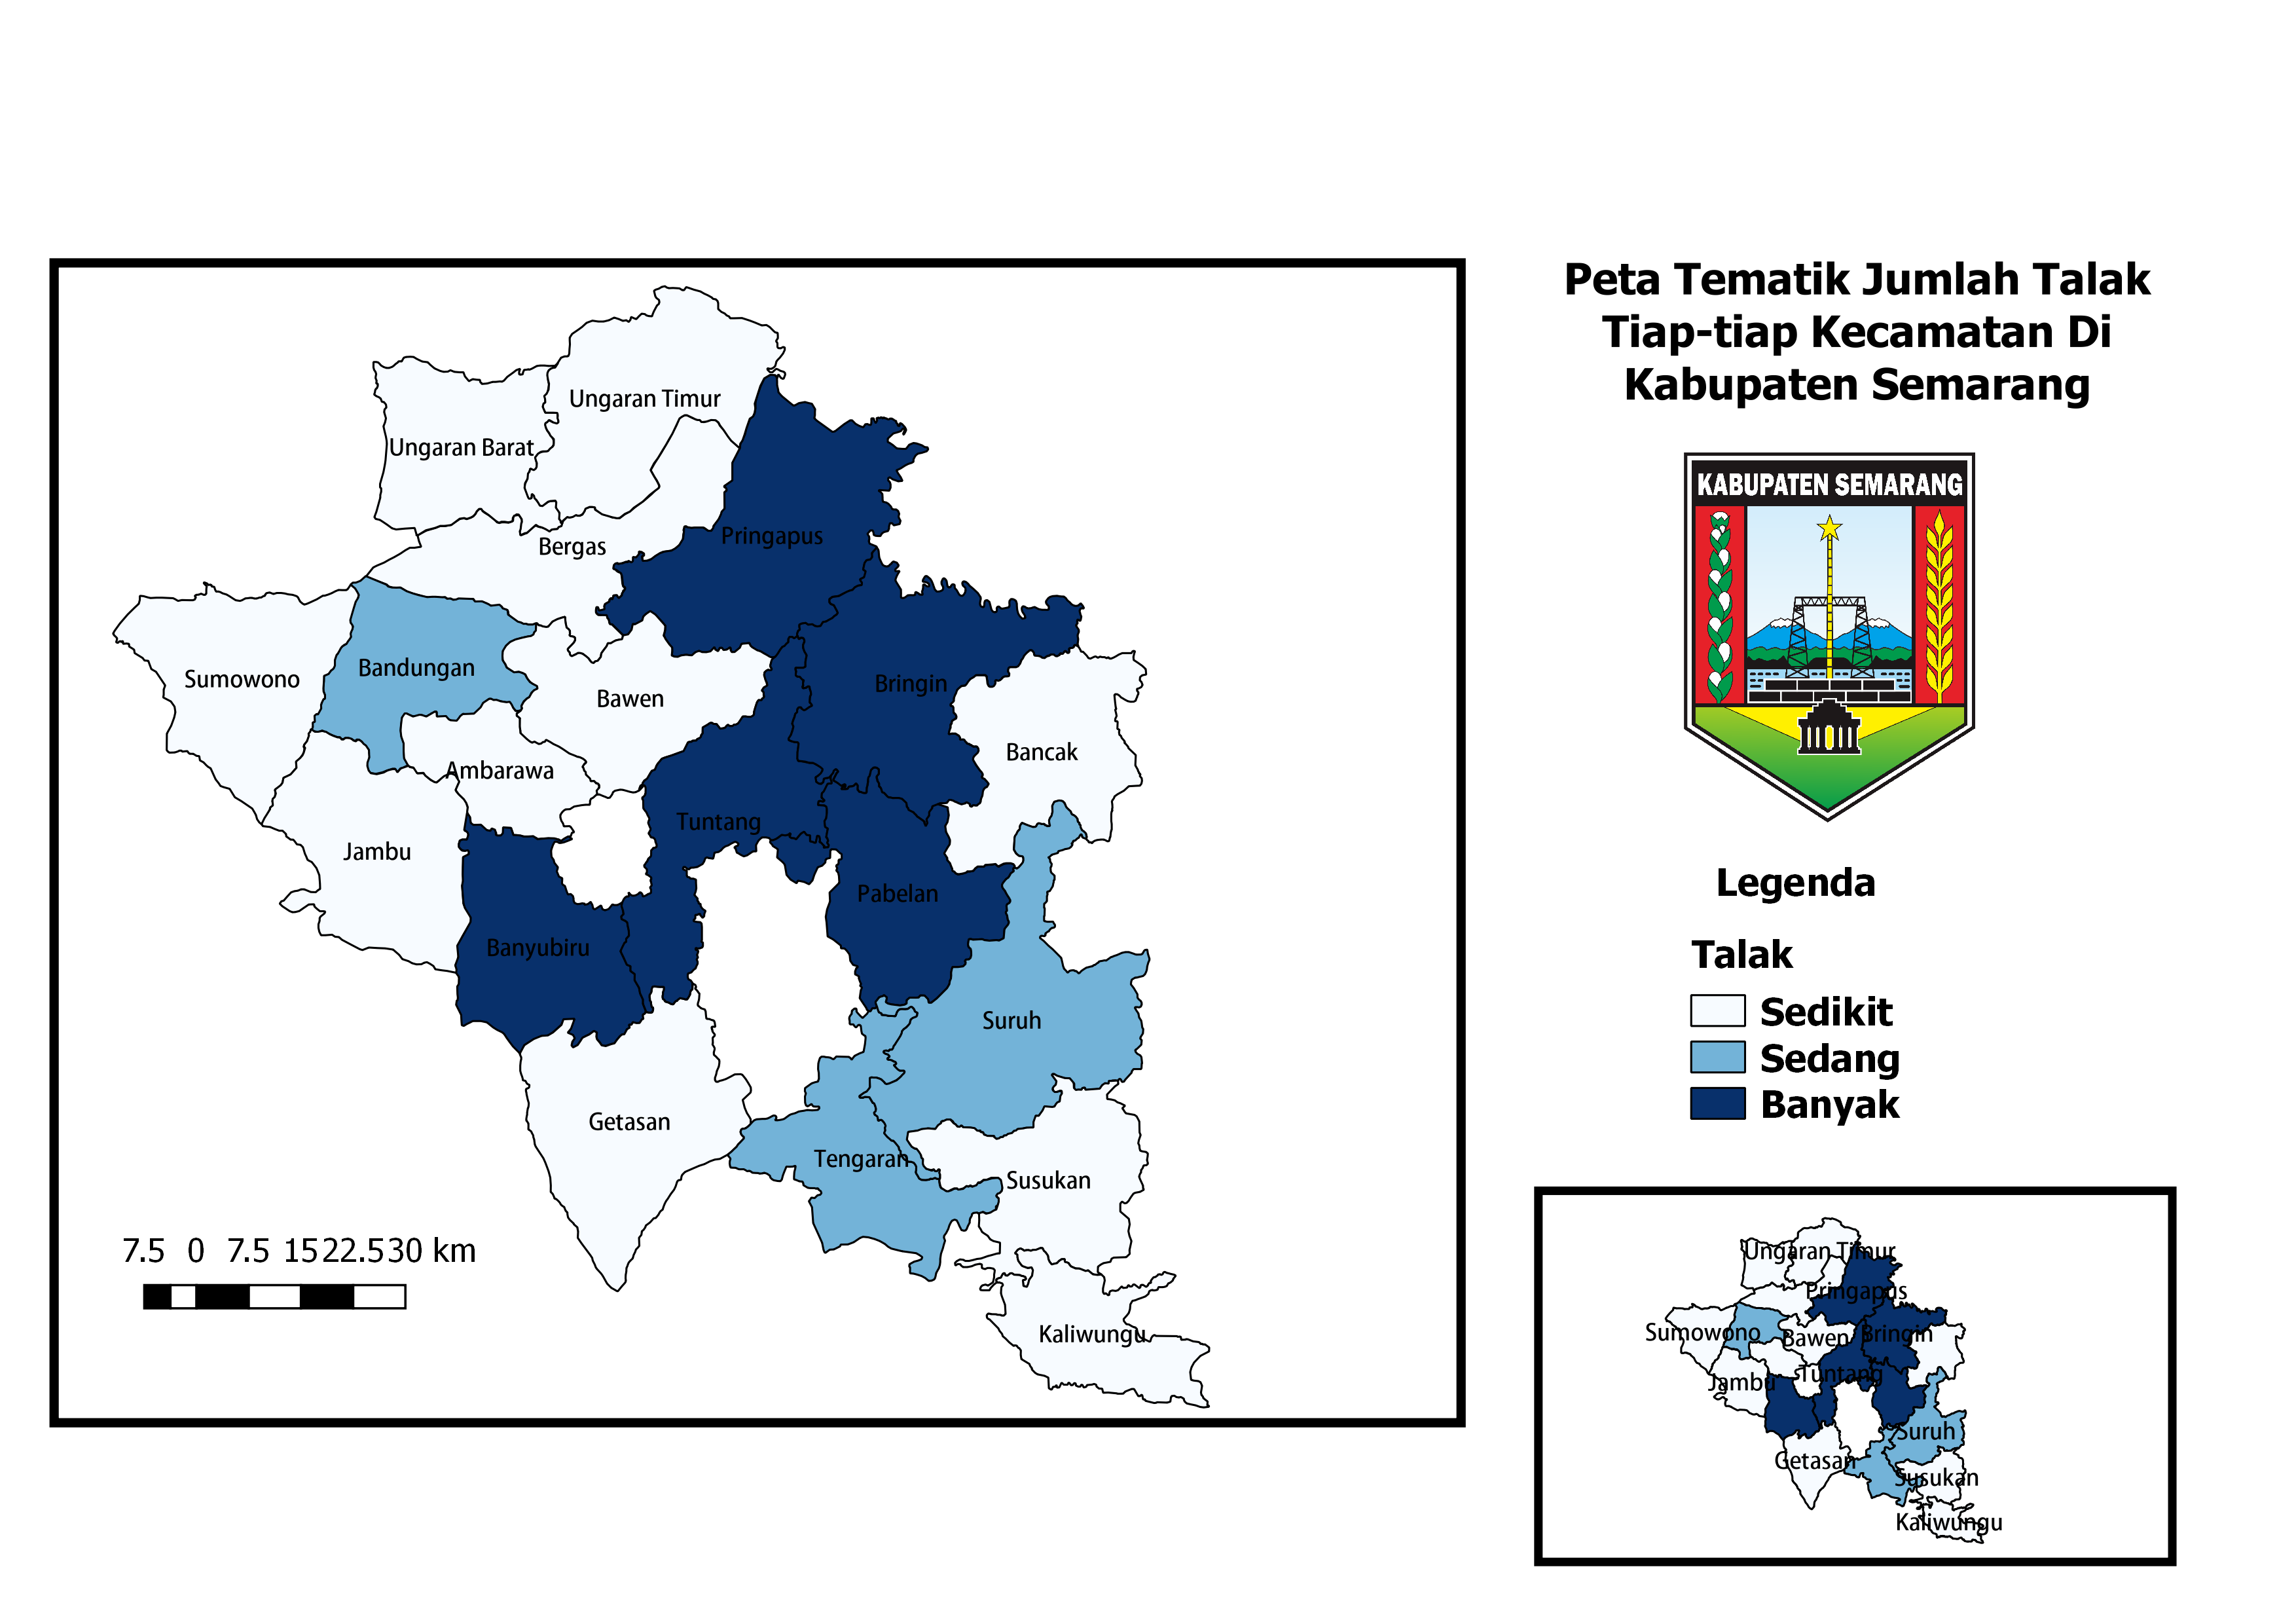 Peta Tematik Jumlah Talak
Tiap-tiap Kecamatan Di
Kabupaten Semarang
KABUPATEN SEMARANG
Ungaran Timur
Ungaran Barat
Pringapus
Bergas
Bandungan
Sumowono
Bringin
Bawen
Bancak
Ambarawa
Tuntang
Jambu
Pabelan
Banyubiru
Suruh
Getasan
Tengaran
Susukan
Kaliwungu
7.5 0 7.5 15 22.5 30 km
Legenda
Talak
Sedikit
Sedang
Banyak
Ungaran Timur
Pringapus
Sumowono
Bawen
Bringin
Tuntang
Jambu
Suruh
Getasan
Susukan
Kaliwungu